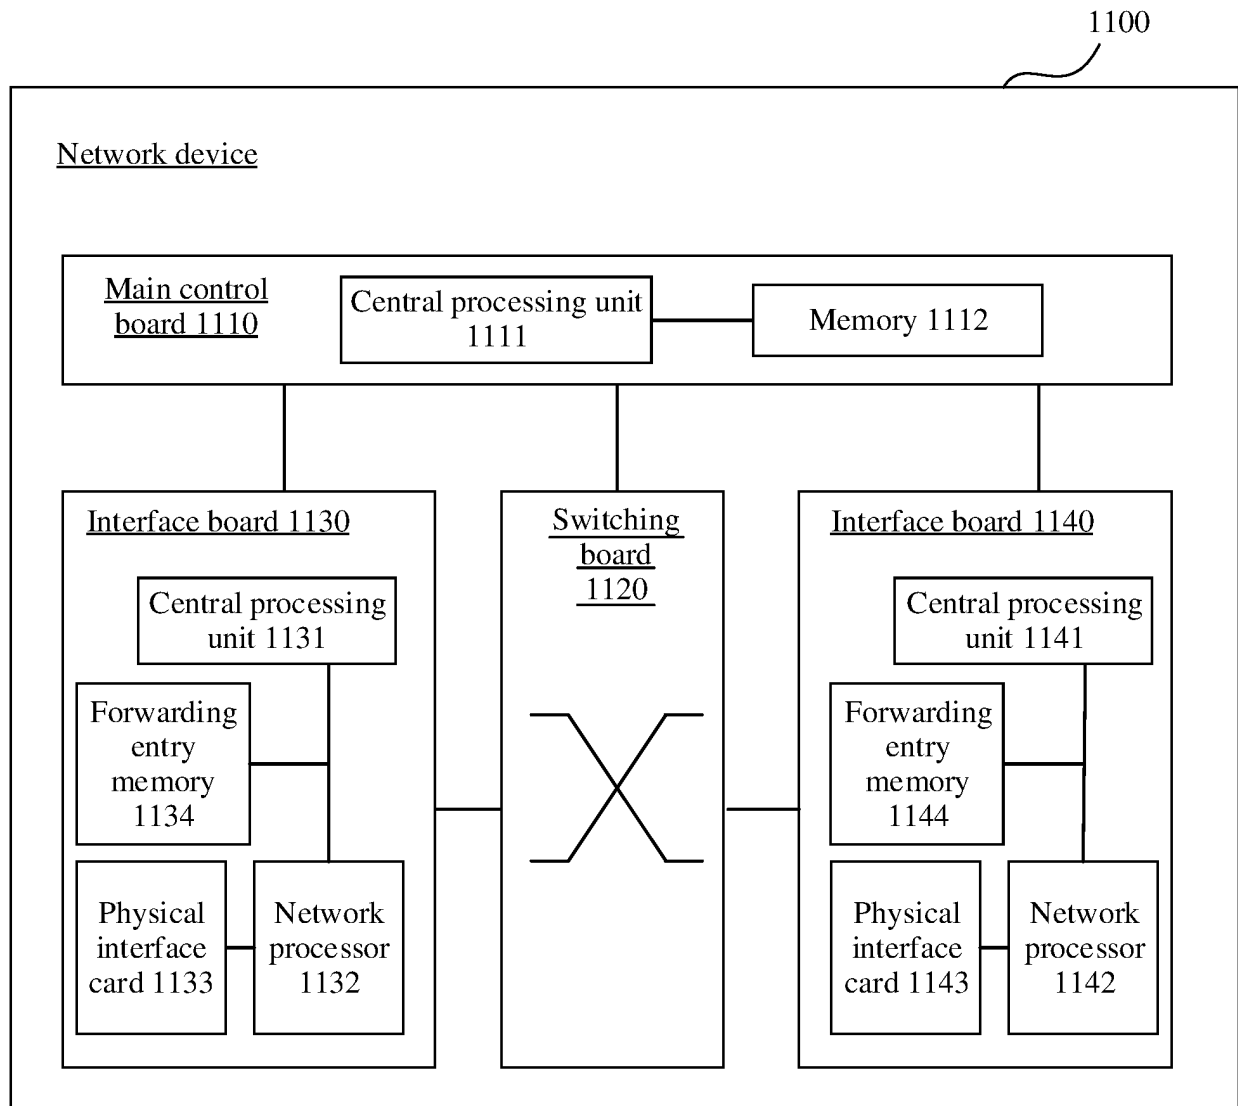 1100
Network device
Main control
board 1110
Central processing unit
1111
Memory 1112
Interface board 1130
Central processing
unit 1131
Forwarding
entry
memory
1134
Physical
interface
card 1133
Network
processor
1132
Switching
board
1120
Interface board 1140
Central processing
unit 1141
Forwarding
entry
memory
1144
Physical
interface
card 1143
Network
processor
1142